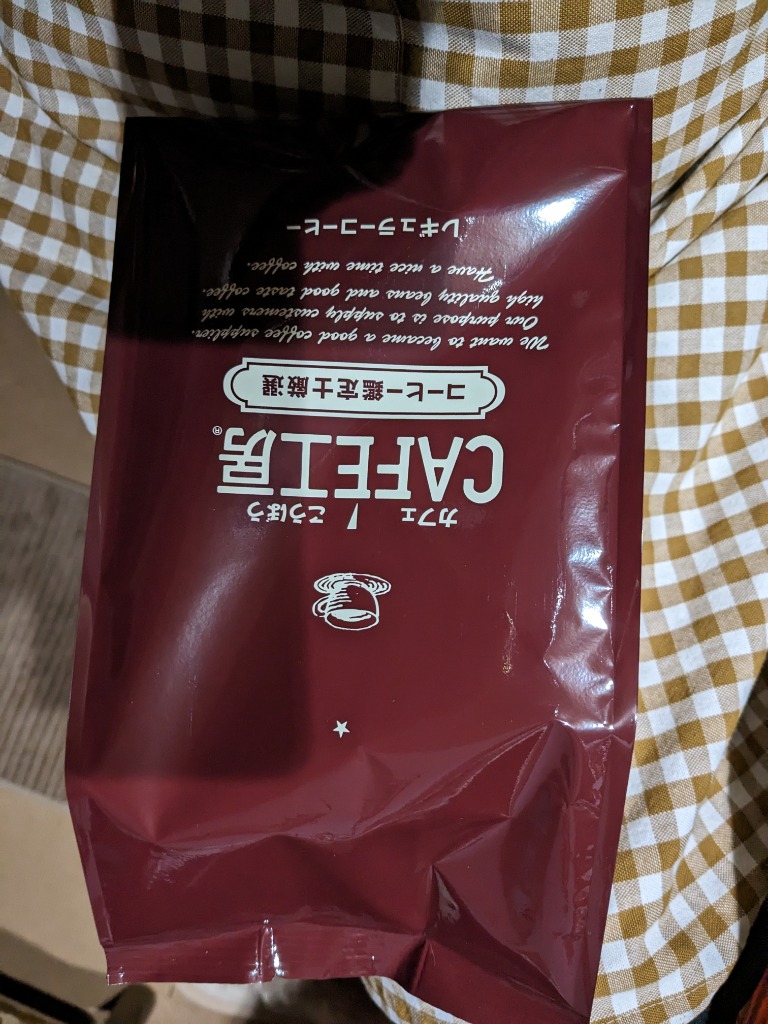 カフェ / こうぼう
CAFE工房®
コーヒー鑑定士厳選
We want to became a good coffee supplier.
Our purpose is to supply custemers with
high quality beans and good taste coffee.
Have a nice time with coffee.
レギュラーコーヒー